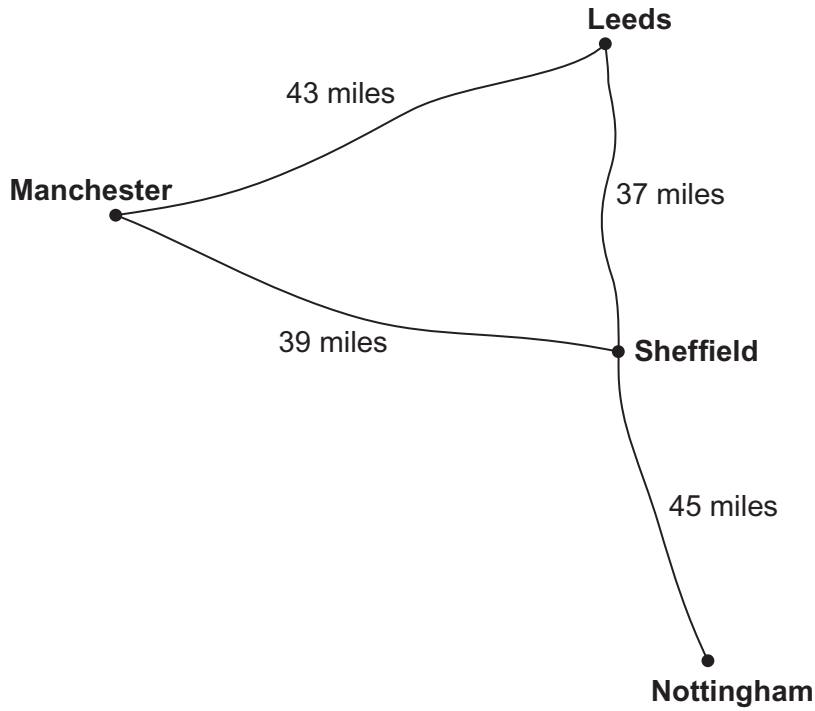 Leeds
43 miles
Manchester
37 miles
39 miles
Sheffield
45 miles
Nottingham